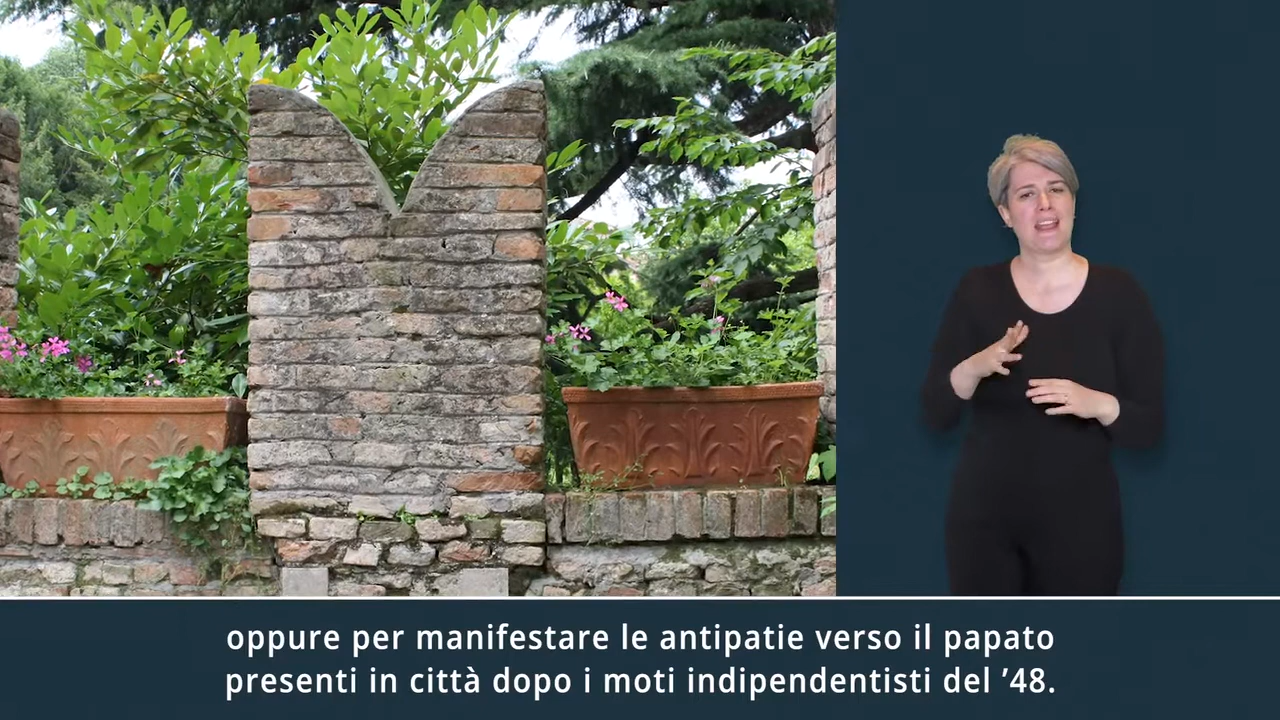 oppure per manifestare le antipatie verso il papato
presenti in città dopo i moti indipendentisti del ’48.